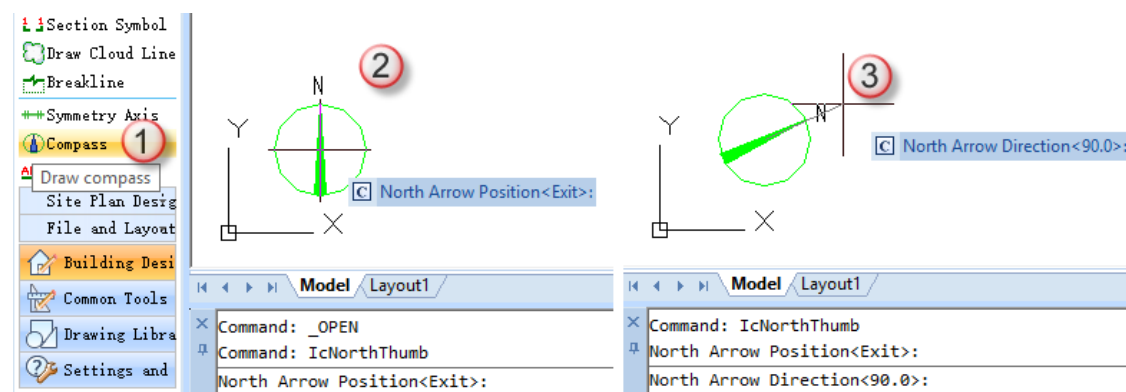 Section Symbol
Draw Cloud Line
Breakline
Symmetry Axis
Compass
1
Draw compass
Site Plan Desig
File and Layout
Building Desi
Common Tools
Drawing Libra
Settings and
2
N
Y
X
C North Arrow Position<Exit>:
Model Layout1
Command: _OPEN
Command: IcNorthThumb
North Arrow Position<Exit>:
3
N
Y
X
C North Arrow Direction<90.0>:
Model Layout1
Command: IcNorthThumb
North Arrow Position<Exit>:
North Arrow Direction<90.0>: